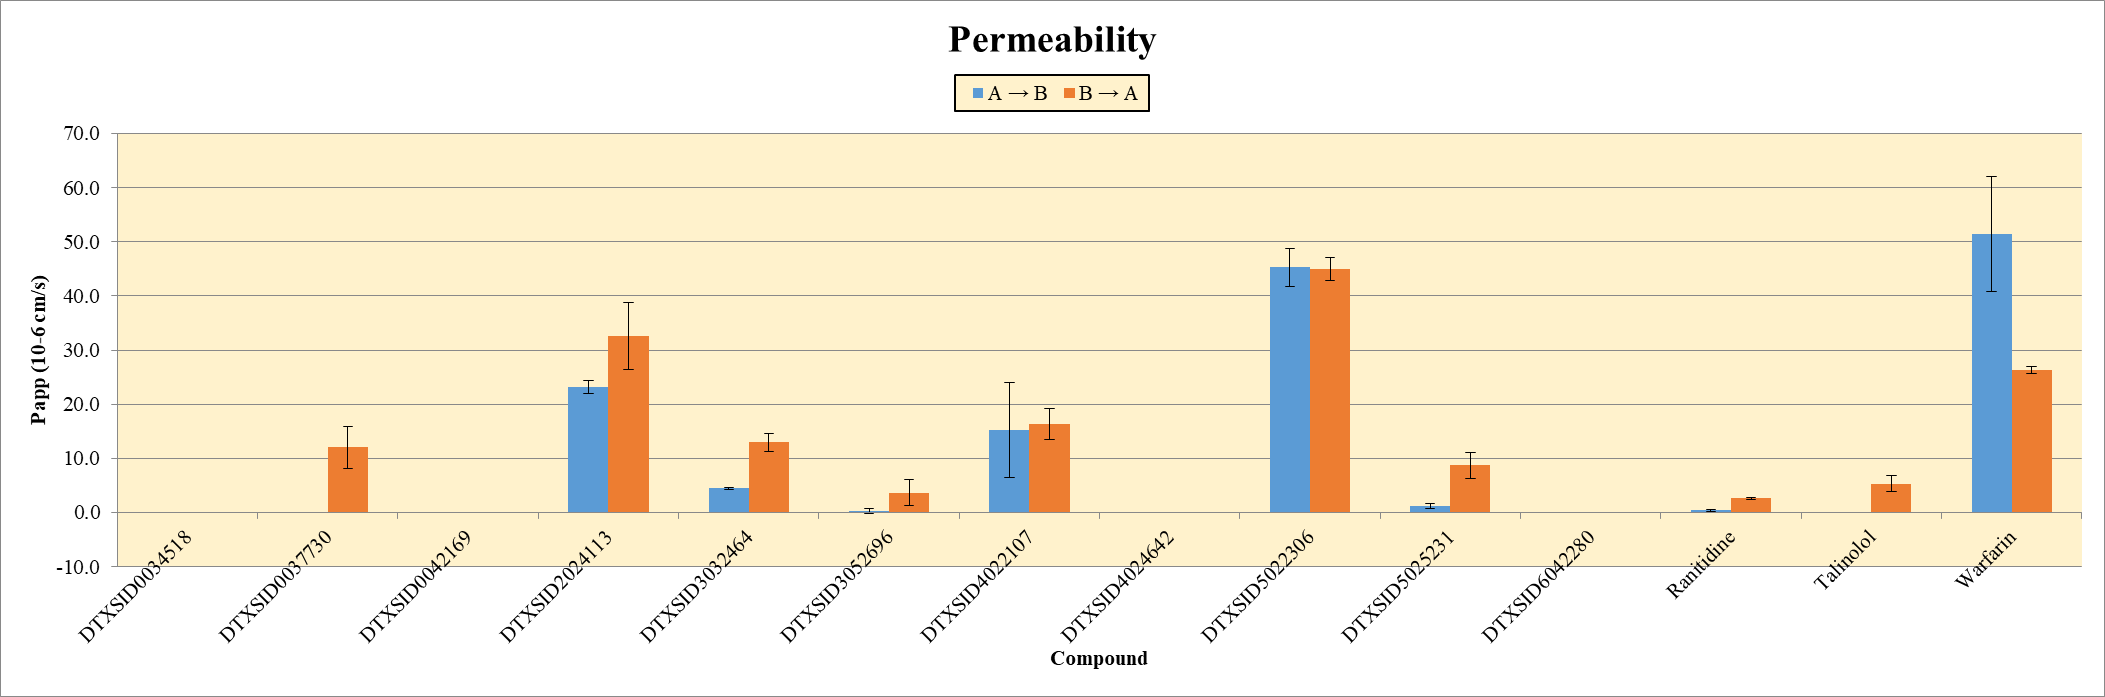 Permeability
A → B B → A
70.0
60.0
50.0
40.0
30.0
20.0
10.0
0.0
-10.0
Papp (10-6 cm/s)
DTXSID0034518
DTXSID0037730
DTXSID0042169
DTXSID2024113
DTXSID3032464
DTXSID3052696
DTXSID4022107
DTXSID4024642
DTXSID5022306
DTXSID5025231
DTXSID6042280
Ranitidine
Talinolol
Warfarin
Compound